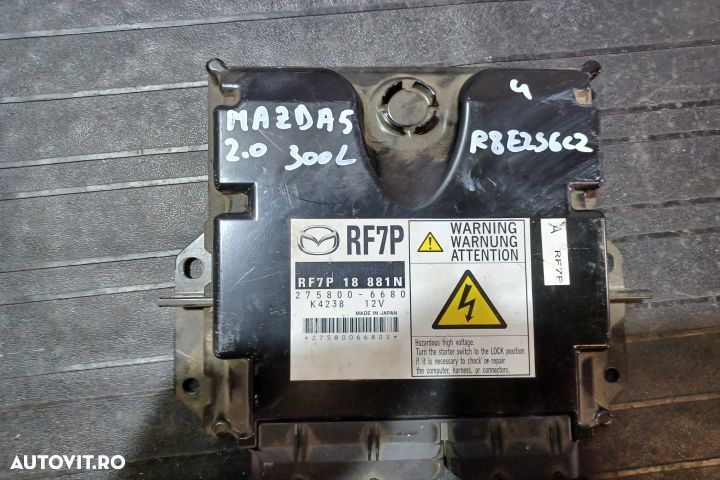 MAZDA5
2.0 300L
4
R8E2S6C2
RF7P
RF7P 18 881N
275800-6680
K4238 12V
MADE IN JAPAN
*2758006680%*
WARNING
WARNUNG
ATTENTION
Hazardous high voltage.
Turn the starter switch to the LOCK position
if it is necessary to check or repair
the computer, harness, or connectors.
A RF7P
AUTOVIT.RO